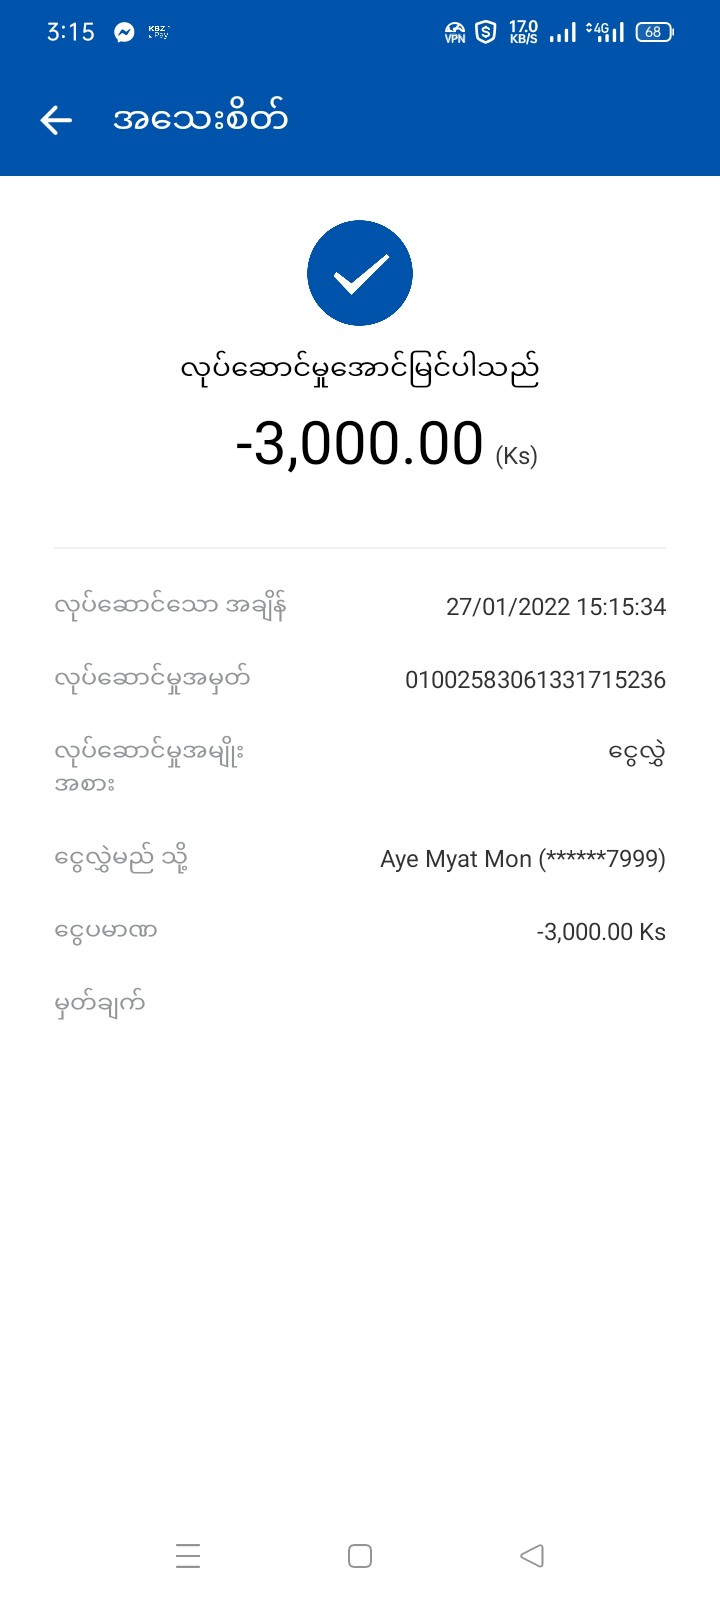 3:15 KBZ Pay VPN 17.0 KB/S 4G 68
အသေးစိတ်
လုပ်ဆောင်မှုအောင်မြင်ပါသည်
-3,000.00 (Ks)
လုပ်ဆောင်သော အချိန် 27/01/2022 15:15:34
လုပ်ဆောင်မှုအမှတ် 01002583061331715236
လုပ်ဆောင်မှုအမျိုး ငွေလွှဲ
အစား
ငွေလွှဲမည် သို့ Aye Myat Mon (******7999)
ငွေပမာဏ -3,000.00 Ks
မှတ်ချက်